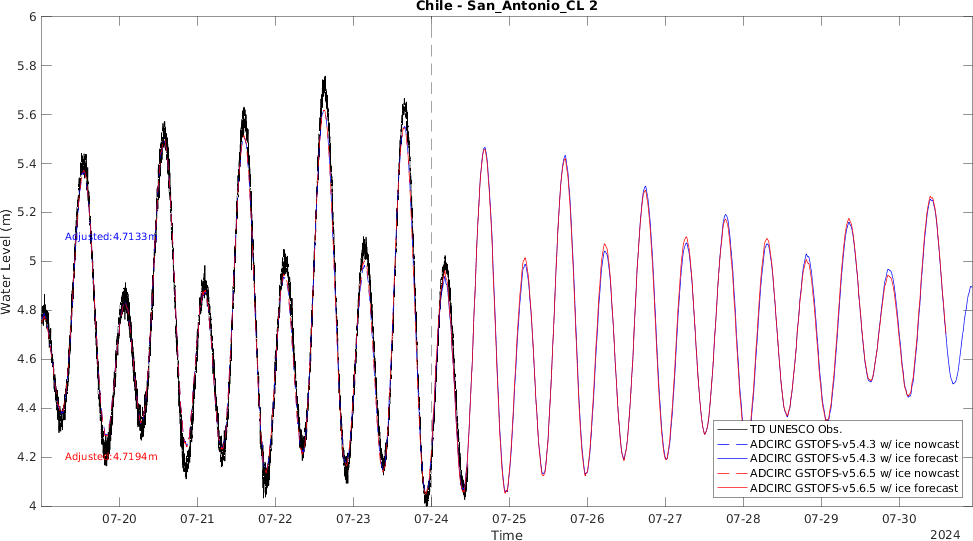 Chile - San_Antonio_CL 2
6
5.8
5.6
5.4
5.2
5
4.8
4.6
4.4
4.2
4
Water Level (m)
Adjusted:4.7133m
Adjusted:4.7194m
TD UNESCO Obs.
ADCIRC GSTOFS-v5.4.3 w/ ice nowcast
ADCIRC GSTOFS-v5.4.3 w/ ice forecast
ADCIRC GSTOFS-v5.6.5 w/ ice nowcast
ADCIRC GSTOFS-v5.6.5 w/ ice forecast
07-20 07-21 07-22 07-23 07-24 07-25 07-26 07-27 07-28 07-29 07-30
Time
2024